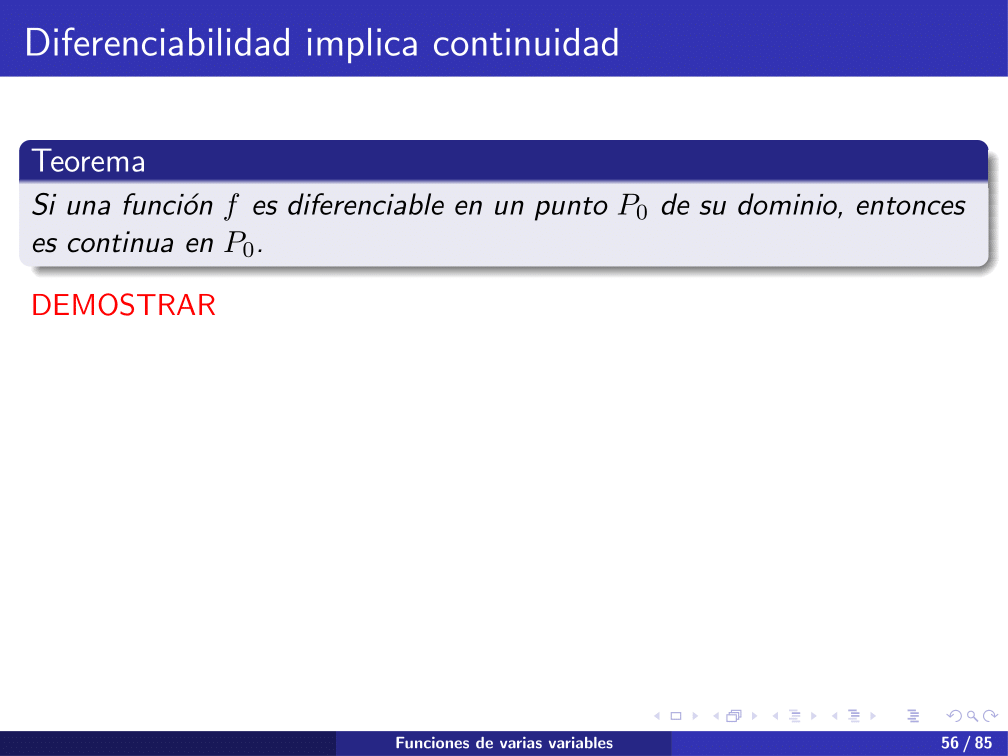 Diferenciabilidad implica continuidad
Teorema
Si una función f es diferenciable en un punto P₀ de su dominio, entonces
es continua en P₀.
DEMOSTRAR
Funciones de varias variables
56 / 85